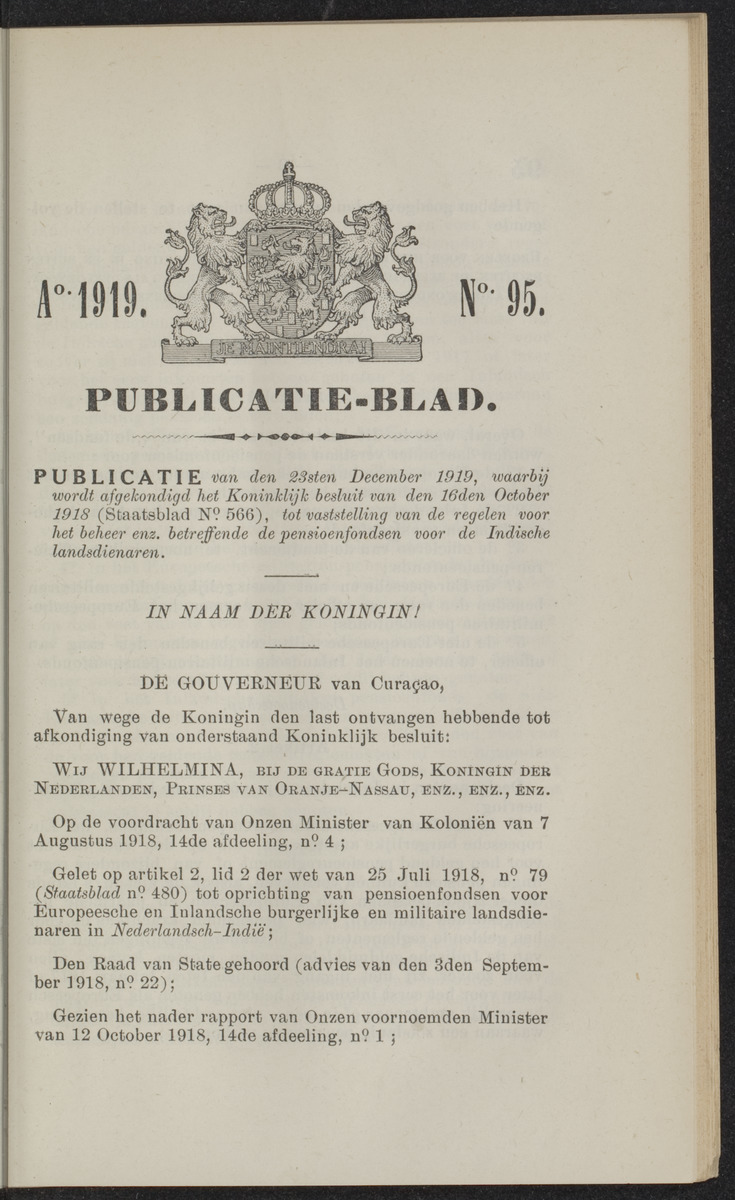 Ao. 1919.
JE MAINTIENDRAI
No. 95.
PUBLICATIE-BLAD.
PUBLICATIE van den 23sten December 1919, waarbij
wordt afgekondigd het Koninklijk besluit van den 16den October
1918 (Staatsblad No. 566), tot vaststelling van de regelen voor
het beheer enz. betreffende de pensioenfondsen voor de Indische
landsdienaren.
IN NAAM DER KONINGIN!
DE GOUVERNEUR van Curaçao,
Van wege de Koningin den last ontvangen hebbende tot
afkondiging van onderstaand Koninklijk besluit:
WIJ WILHELMINA, BIJ DE GRATIE GODS, KONINGIN DER
NEDERLANDEN, PRINSES VAN ORANJE-NASSAU, ENZ., ENZ., ENZ.
Op de voordracht van Onzen Minister van Koloniën van 7
Augustus 1918, 14de afdeeling, no. 4 ;
Gelet op artikel 2, lid 2 der wet van 25 Juli 1918, no. 79
(Staatsblad no. 480) tot oprichting van pensioenfondsen voor
Europeesche en Inlandsche burgerlijke en militaire landsdie-
naren in Nederlandsch-Indië ;
Den Raad van State gehoord (advies van den 3den Septem-
ber 1918, no. 22);
Gezien het nader rapport van Onzen voornoemden Minister
van 12 October 1918, 14de afdeeling, no. 1 ;